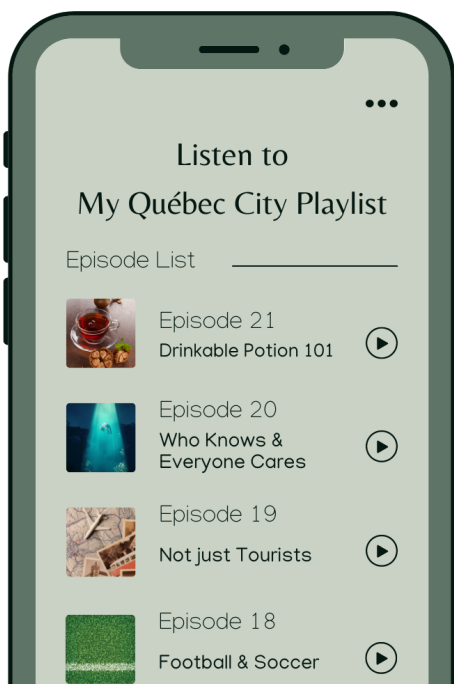 Listen to
My Québec City Playlist
Episode List
Episode 21
Drinkable Potion 101
Episode 20
Who Knows &
Everyone Cares
Episode 19
Not just Tourists
Episode 18
Football & Soccer